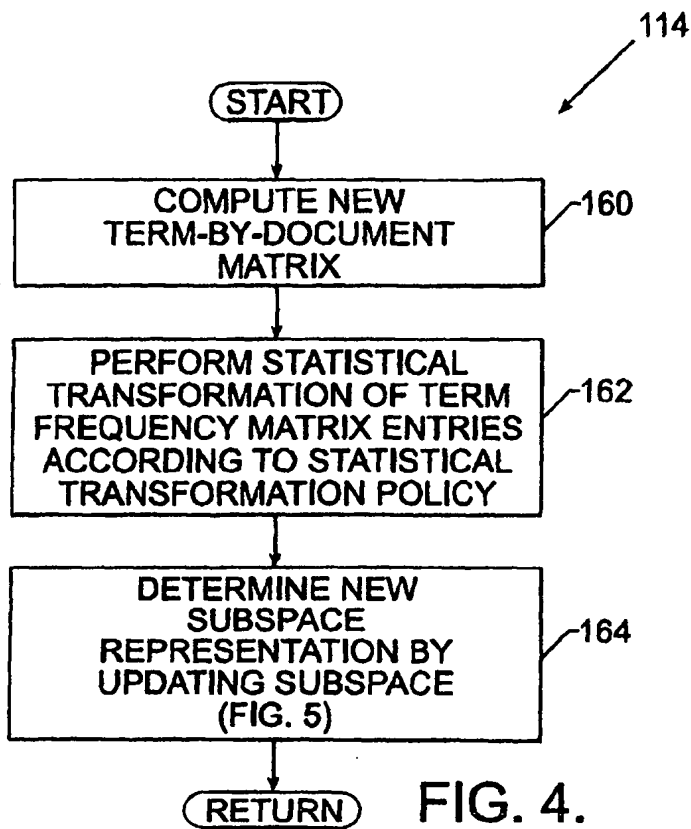 114
START
COMPUTE NEW
TERM-BY-DOCUMENT
MATRIX
160
PERFORM STATISTICAL
TRANSFORMATION OF TERM
FREQUENCY MATRIX ENTRIES
ACCORDING TO STATISTICAL
TRANSFORMATION POLICY
162
DETERMINE NEW
SUBSPACE
REPRESENTATION BY
UPDATING SUBSPACE
(FIG. 5)
164
RETURN
FIG. 4.